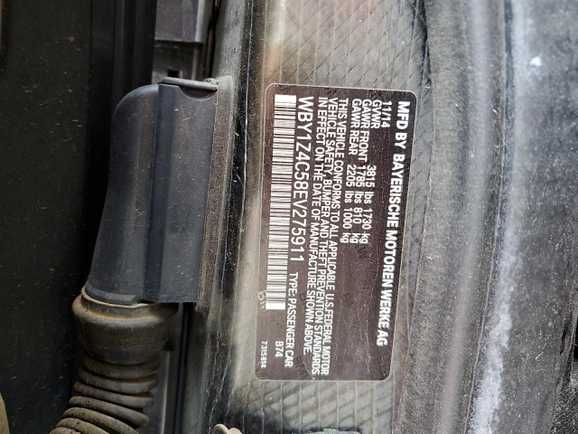 MFD BY BAYERISCHE MOTOREN WERKE AG
11/14
GVWR 3815 lbs 1730 kg
GAWR FRONT 1785 lbs 810 kg
GAWR REAR 2205 lbs 1000 kg
THIS VEHICLE CONFORMS TO ALL APPLICABLE U.S.FEDERAL MOTOR
VEHICLE SAFETY, BUMPER AND THEFT PREVENTION STANDARDS
IN EFFECT ON THE DATE OF MANUFACTURE SHOWN ABOVE.
WBY1Z4C58EV275911 TYPE: PASSENGER CAR
B74